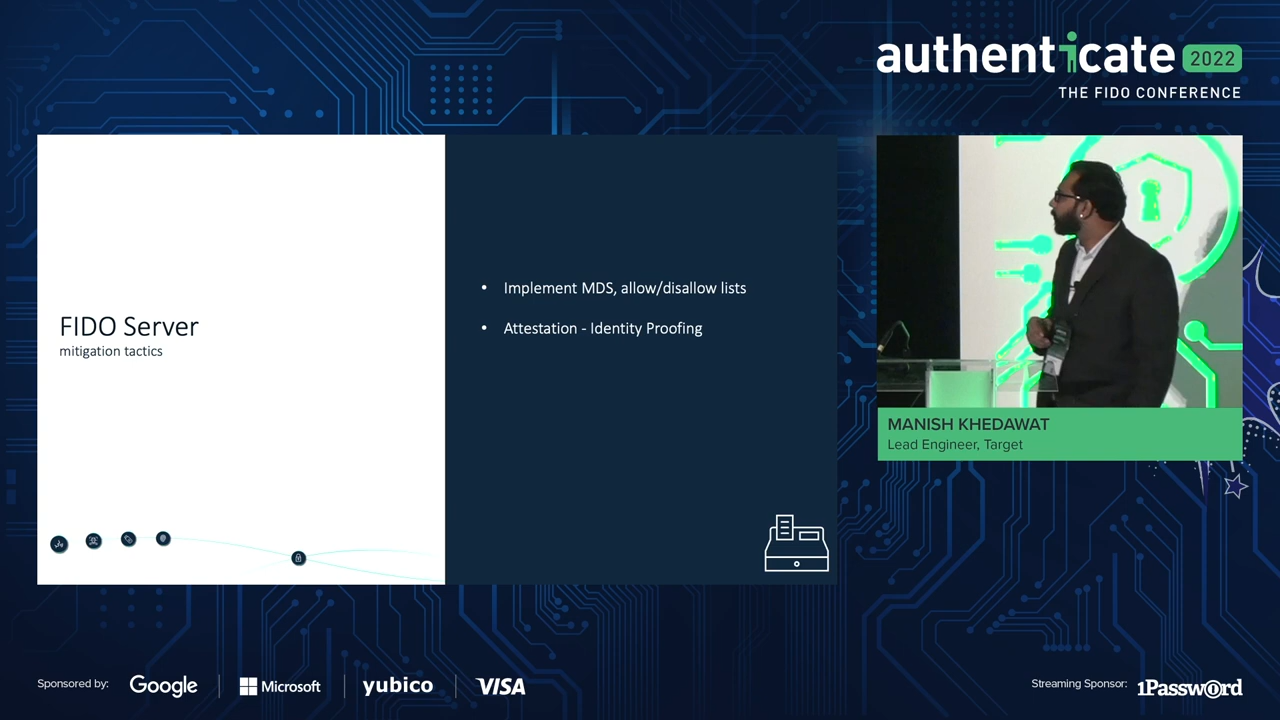 authenticate 2022
THE FIDO CONFERENCE
FIDO Server
mitigation tactics
• Implement MDS, allow/disallow lists
• Attestation - Identity Proofing
MANISH KHEDAWAT
Lead Engineer, Target
Sponsored by:
Google
Microsoft
yubico
VISA
Streaming Sponsor:
1Password